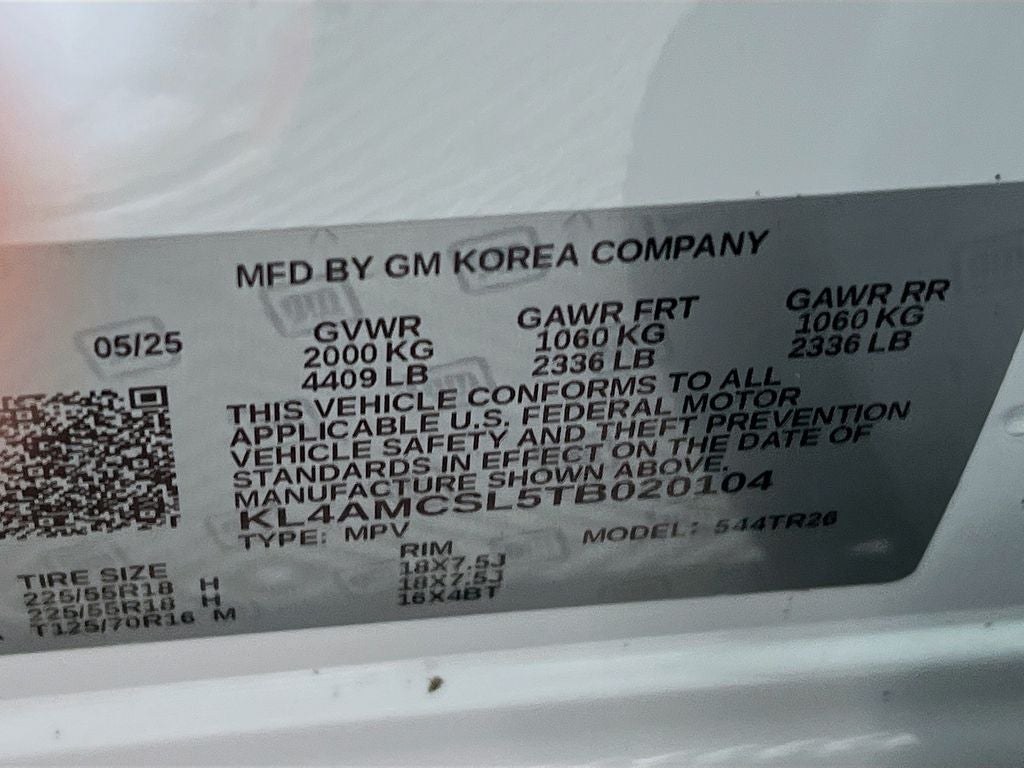 MFD BY GM KOREA COMPANY
05/25 GVWR GAWR FRT GAWR RR
2000 KG 1060 KG 1060 KG
4409 LB 2336 LB 2336 LB
THIS VEHICLE CONFORMS TO ALL
APPLICABLE U.S. FEDERAL MOTOR
VEHICLE SAFETY AND THEFT PREVENTION
STANDARDS IN EFFECT ON THE DATE OF
MANUFACTURE SHOWN ABOVE.
KL4AMCSL5TB020104
TYPE: MPV MODEL: 544TR26
TIRE SIZE RIM
225/55R18 H 18X7.5J
225/55R18 H 18X7.5J
T125/70R16 M 16X4BT